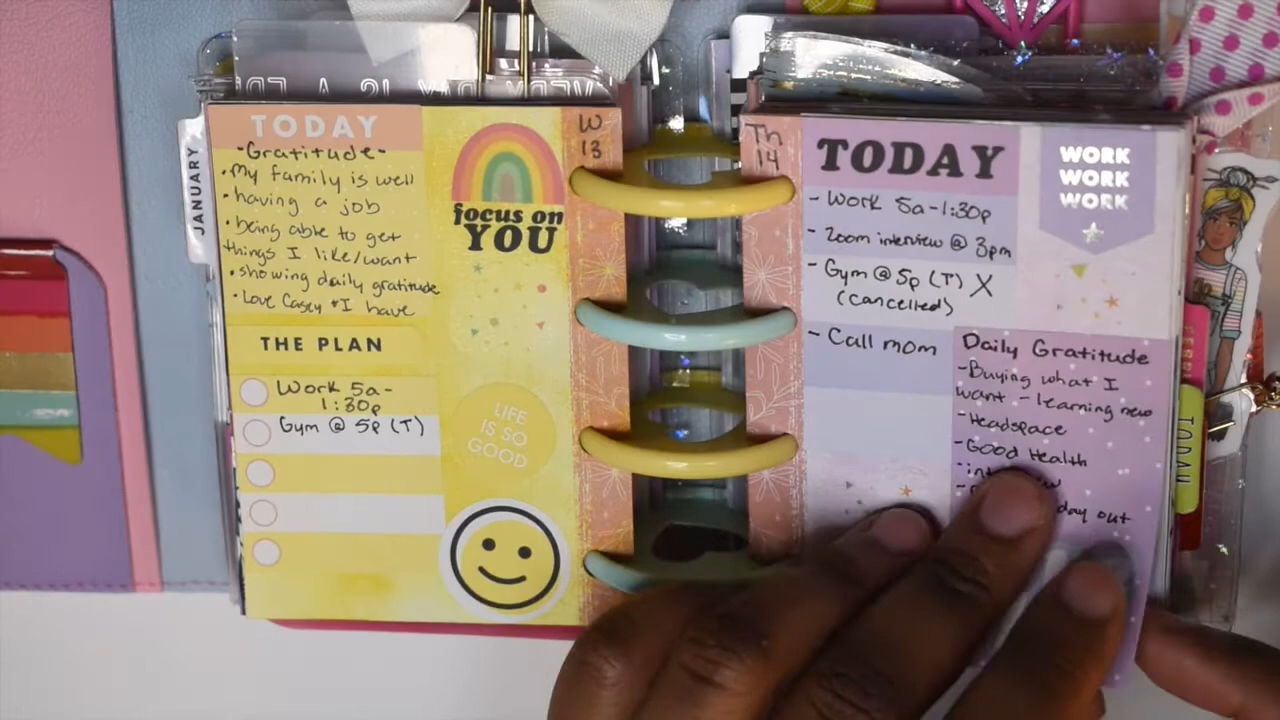 JANUARY
TODAY
-Gratitude-
• my family is well
• having a job
• being able to get
things I like/want
• showing daily gratitude
• Love Casey & I have
THE PLAN
Work 5a-
1:30p
Gym @ 5p (T)
focus on
YOU
LIFE
IS SO
GOOD
W
13
Th
14
TODAY
- Work 5a-1:30p
- Zoom interview @ 3pm
- Gym @ 5p (T) X
(cancelled)
- Call mom
WORK
WORK
WORK
Daily Gratitude
- Buying what I
want - learning new
- Headspace
- Good Health
day out
TODAY